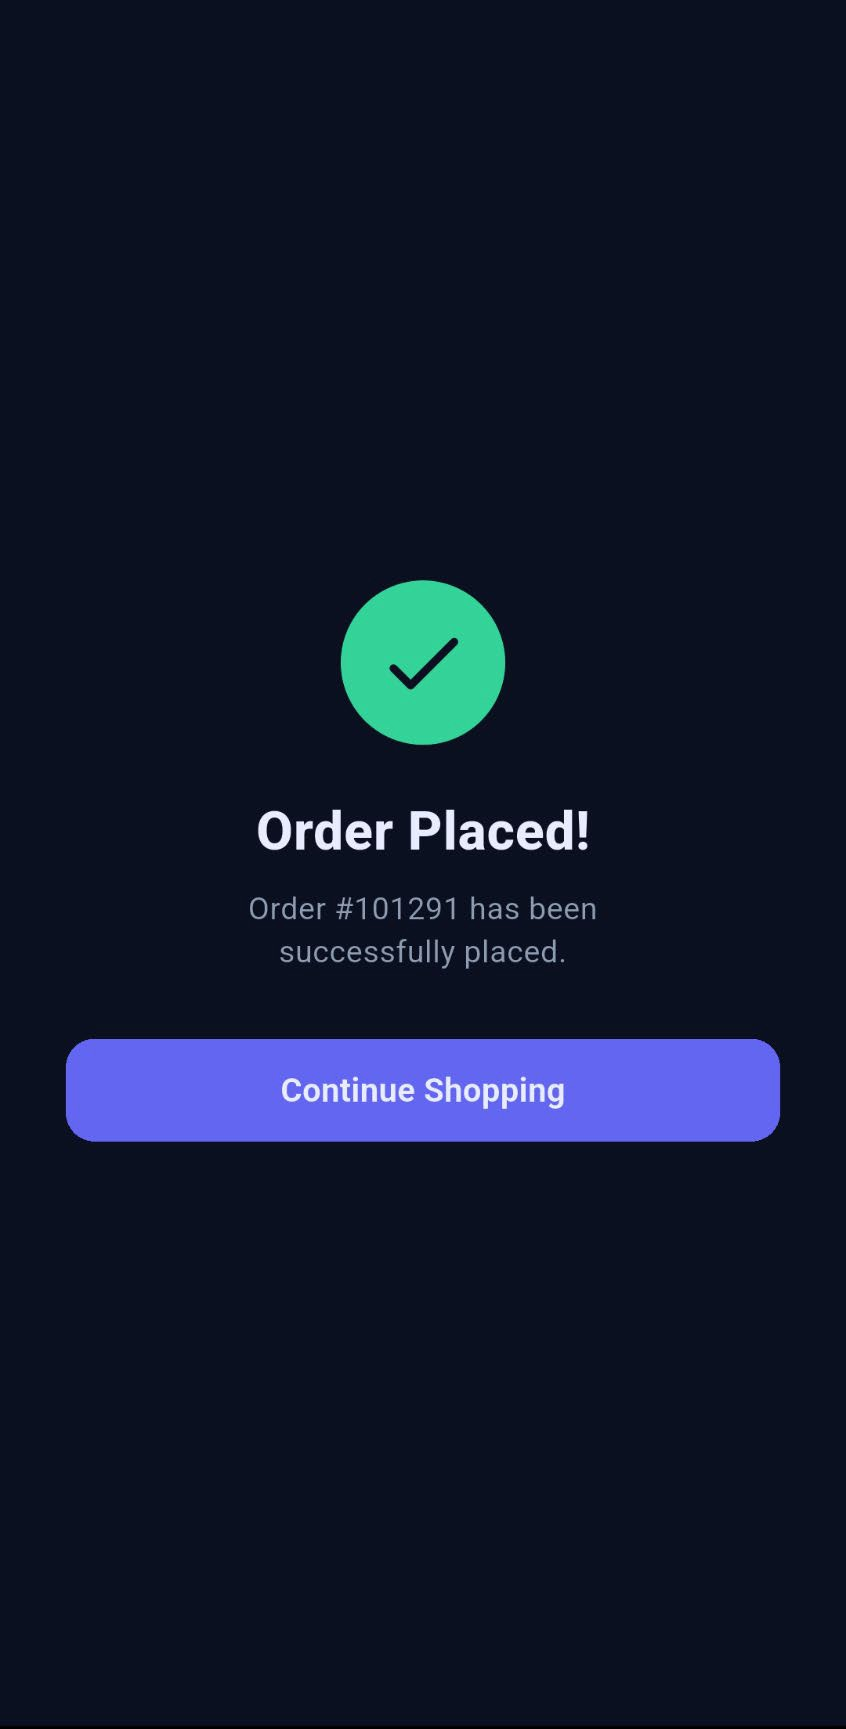 Order Placed!
Order #101291 has been
successfully placed.
Continue Shopping